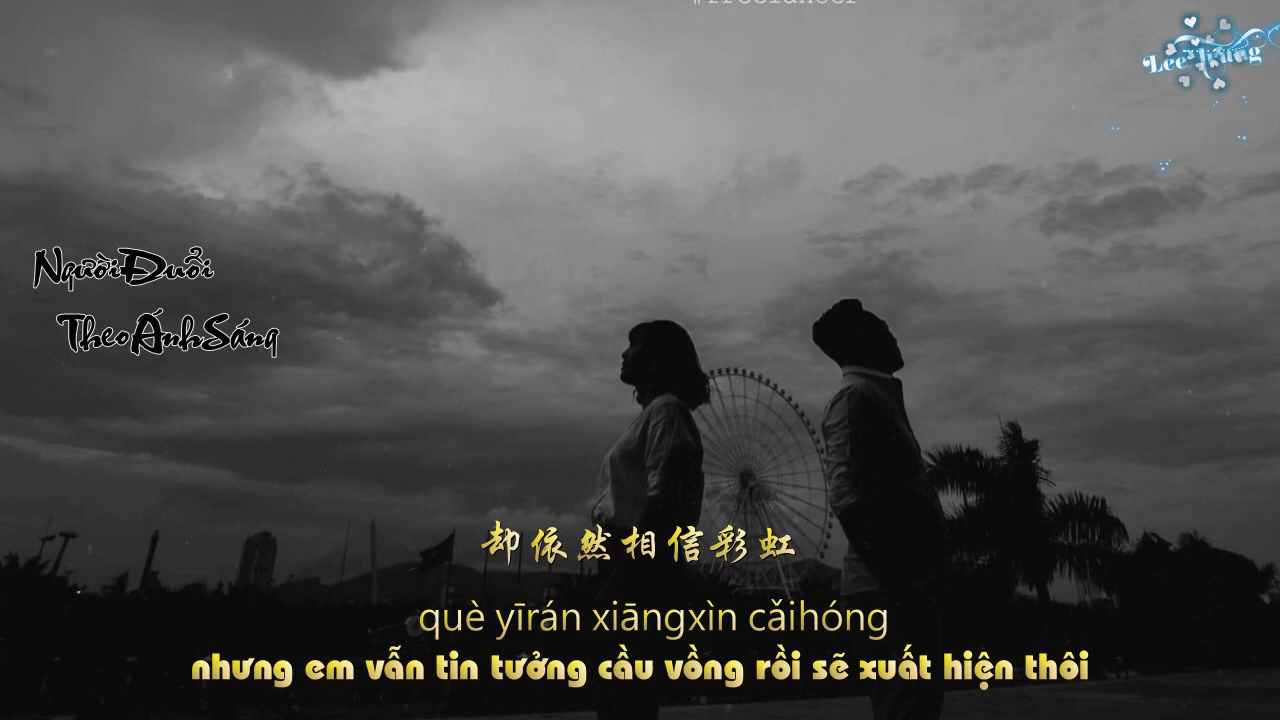 Người Đuổi
Theo Ánh Sáng
却依然相信彩虹
què yīrán xiāngxìn cǎihóng
nhưng em vẫn tin tưởng cầu vồng rồi sẽ xuất hiện thôi